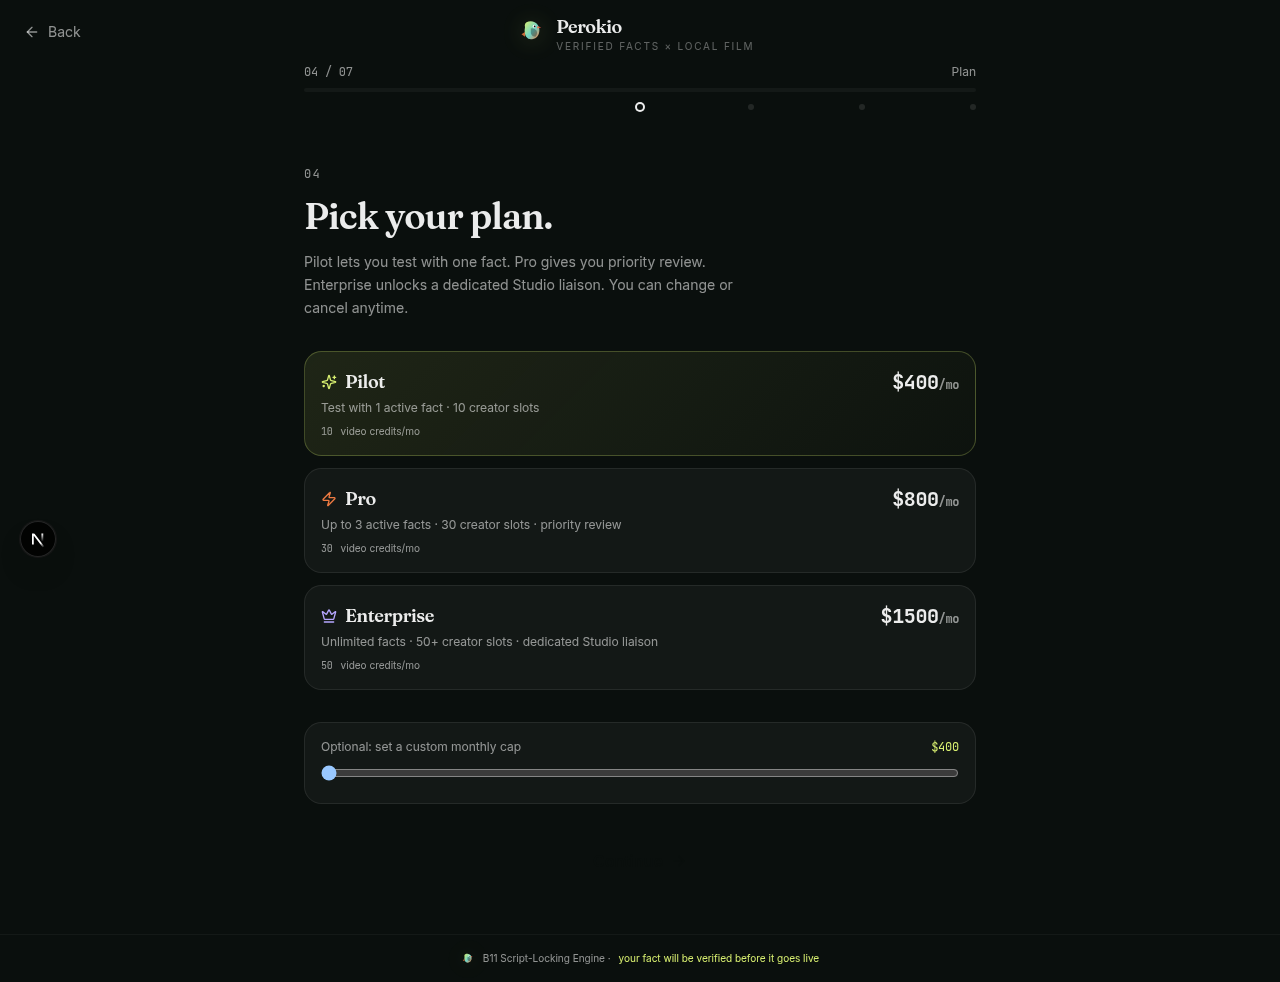 Back
Perokio
VERIFIED FACTS × LOCAL FILM
04 / 07
Plan
04
Pick your plan.
Pilot lets you test with one fact. Pro gives you priority review.
Enterprise unlocks a dedicated Studio liaison. You can change or
cancel anytime.
Pilot
$400/mo
Test with 1 active fact · 10 creator slots
10 video credits/mo
Pro
$800/mo
Up to 3 active facts · 30 creator slots · priority review
30 video credits/mo
N
Enterprise
$1500/mo
Unlimited facts · 50+ creator slots · dedicated Studio liaison
50 video credits/mo
Optional: set a custom monthly cap
$400
B11 Script-Locking Engine · your fact will be verified before it goes live